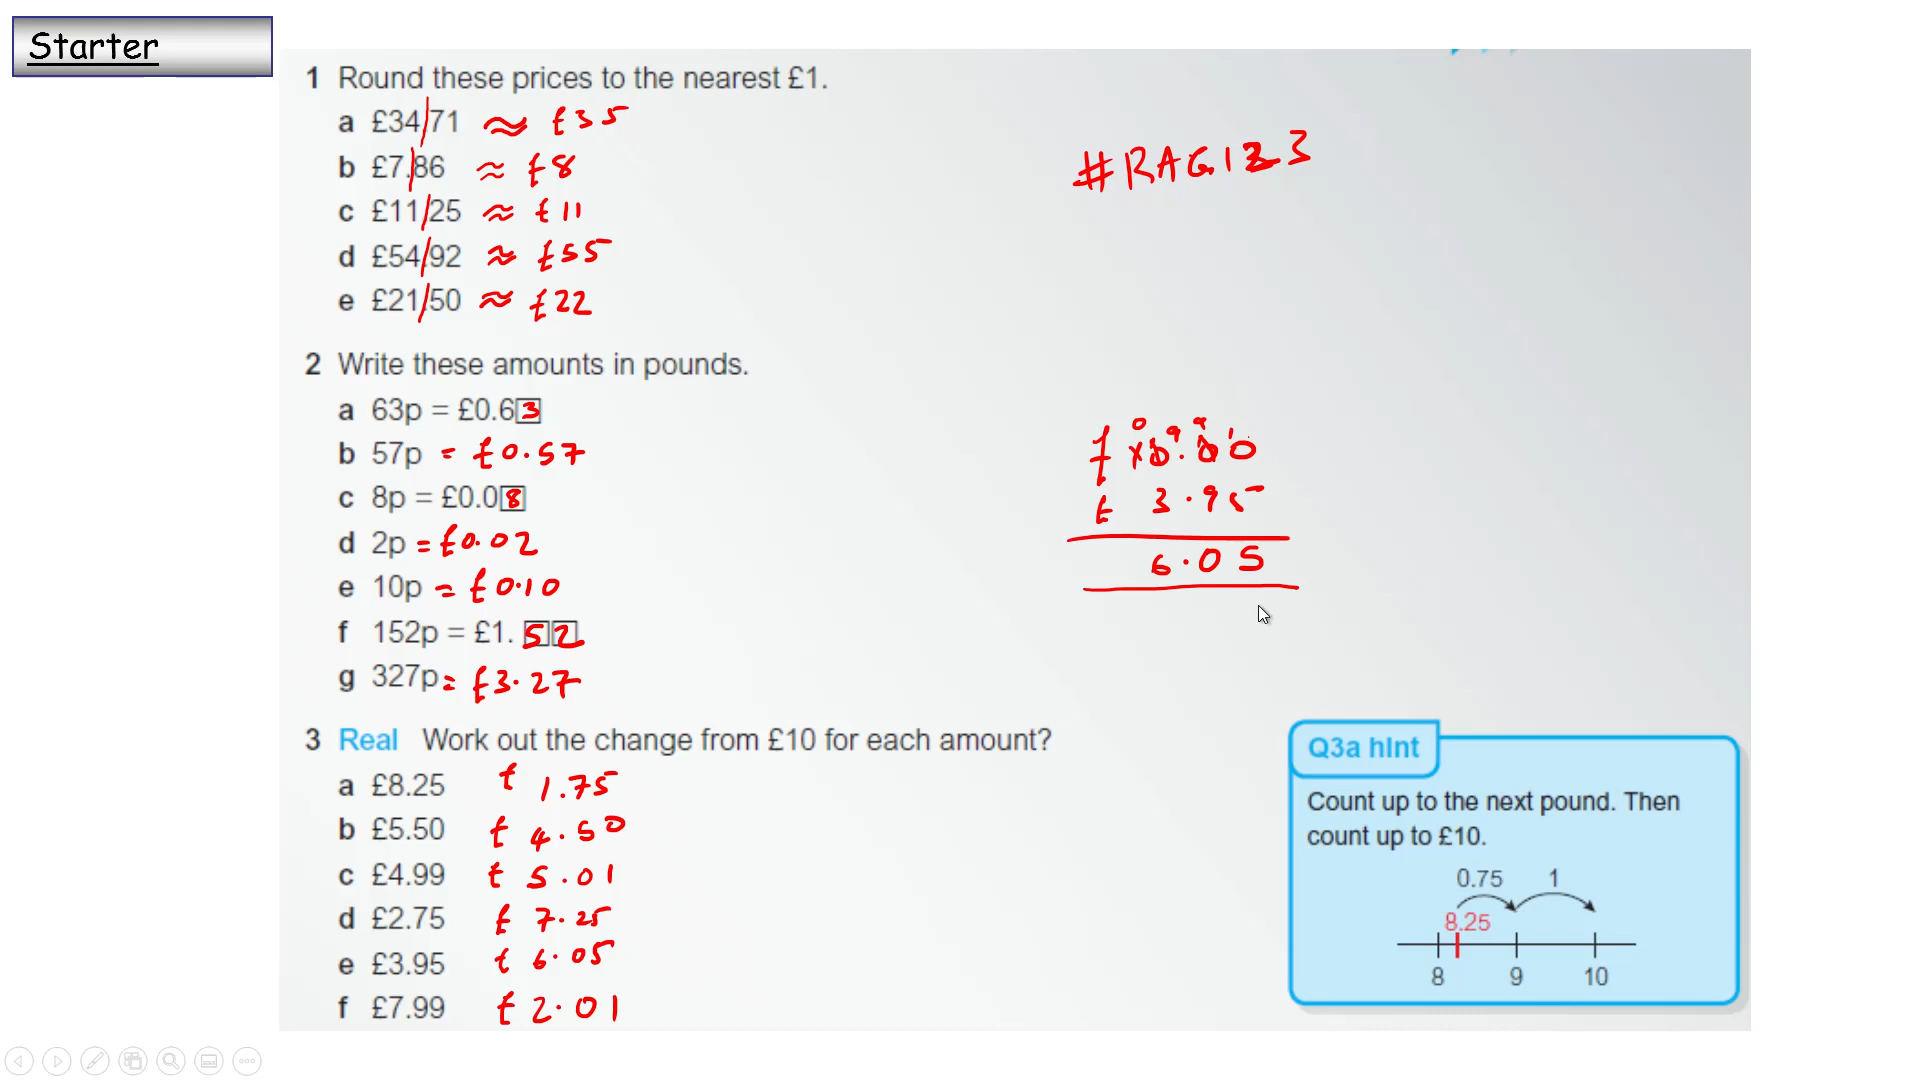 Starter
1 Round these prices to the nearest £1.
a £34/71 ≈ £35
b £7.86 ≈ £8
c £11/25 ≈ £11
d £54/92 ≈ £55
e £21/50 ≈ £22
#RAG123
2 Write these amounts in pounds.
a 63p = £0.63
b 57p = £0.57
c 8p = £0.08
d 2p = £0.02
e 10p = £0.10
f 152p = £1.52
g 327p = £3.27
0 9 9 1
£ 10.00
£ 3.95
6.05
3 Real Work out the change from £10 for each amount?
a £8.25 £ 1.75
b £5.50 £ 4.50
c £4.99 £ 5.01
d £2.75 £ 7.25
e £3.95 £ 6.05
f £7.99 £ 2.01
Q3a hInt
Count up to the next pound. Then
count up to £10.
0.75 1
8.25
8 9 10